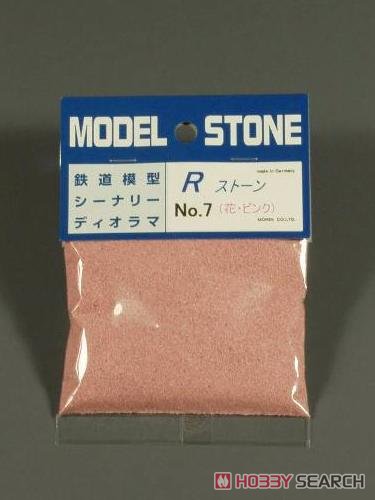 MODEL STONE
鉄道模型
シーナリー
ディオラマ
made in Germany
R ストーン
No.7 (花・ピンク)
MORIN CO.,LTD.
HOBBY SEARCH